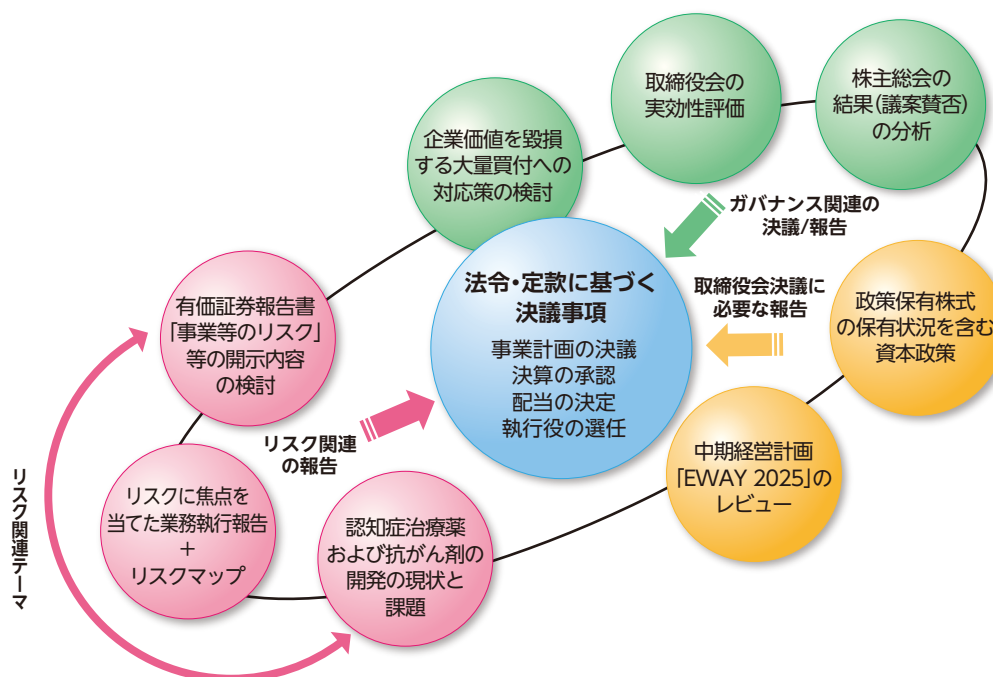 取締役会の
実効性評価
株主総会の
結果(議案賛否)
の分析
企業価値を毀損
する大量買付への
対応策の検討
ガバナンス関連の
決議/報告
法令・定款に基づく
決議事項
事業計画の決議
決算の承認
配当の決定
執行役の選任
取締役会決議に
必要な報告
政策保有株式
の保有状況を含む
資本政策
有価証券報告書
「事業等のリスク」
等の開示内容
の検討
リスク関連
の報告
中期経営計画
「EWAY 2025」の
レビュー
リスクに焦点を
当てた業務執行報告
+
リスクマップ
認知症治療薬
および抗がん剤の
開発の現状と
課題
リスク関連テーマ